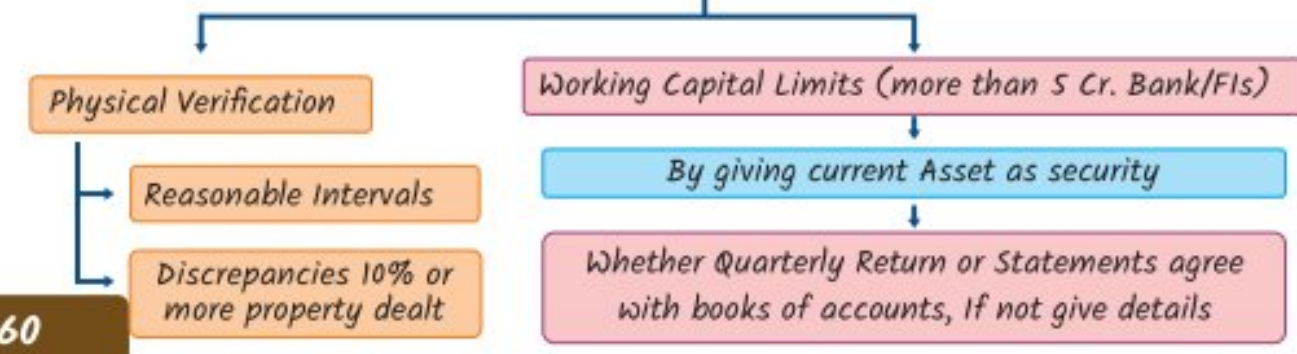 Physical Verification
Reasonable Intervals
Discrepancies 10% or
more property dealt
Working Capital Limits (more than 5 Cr. Bank/FIs)
By giving current Asset as security
Whether Quarterly Return or Statements agree
with books of accounts, If not give details
60